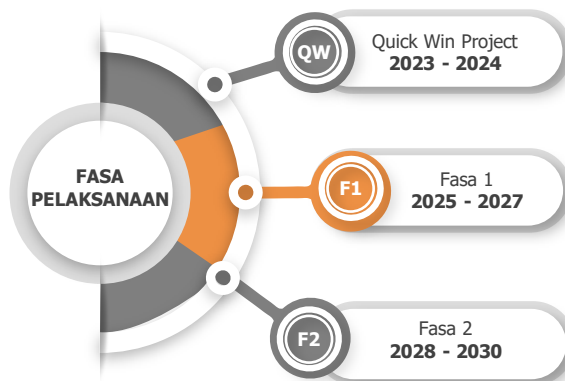 FASA
PELAKSANAAN
QW
Quick Win Project
2023 - 2024
F1
Fasa 1
2025 - 2027
F2
Fasa 2
2028 - 2030